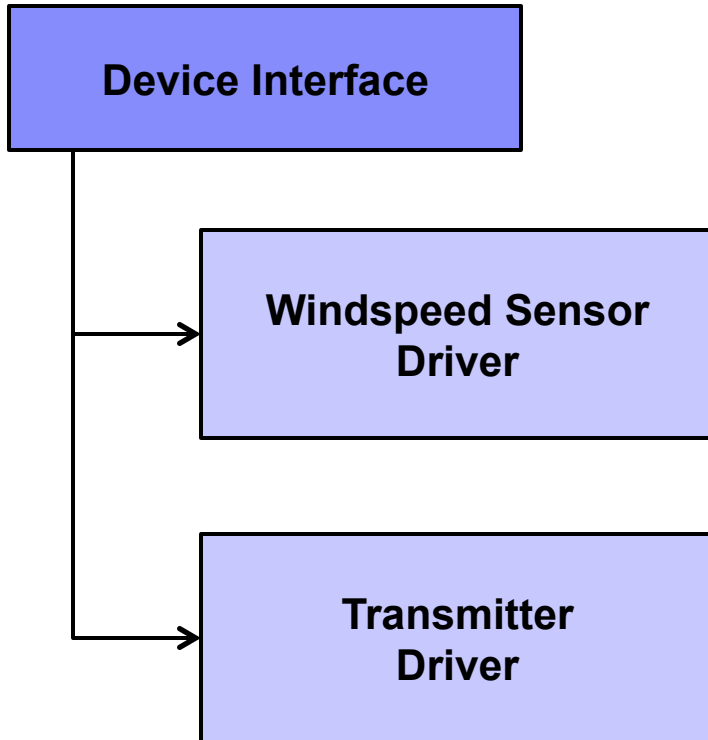 Device Interface
Windspeed Sensor
Driver
Transmitter
Driver